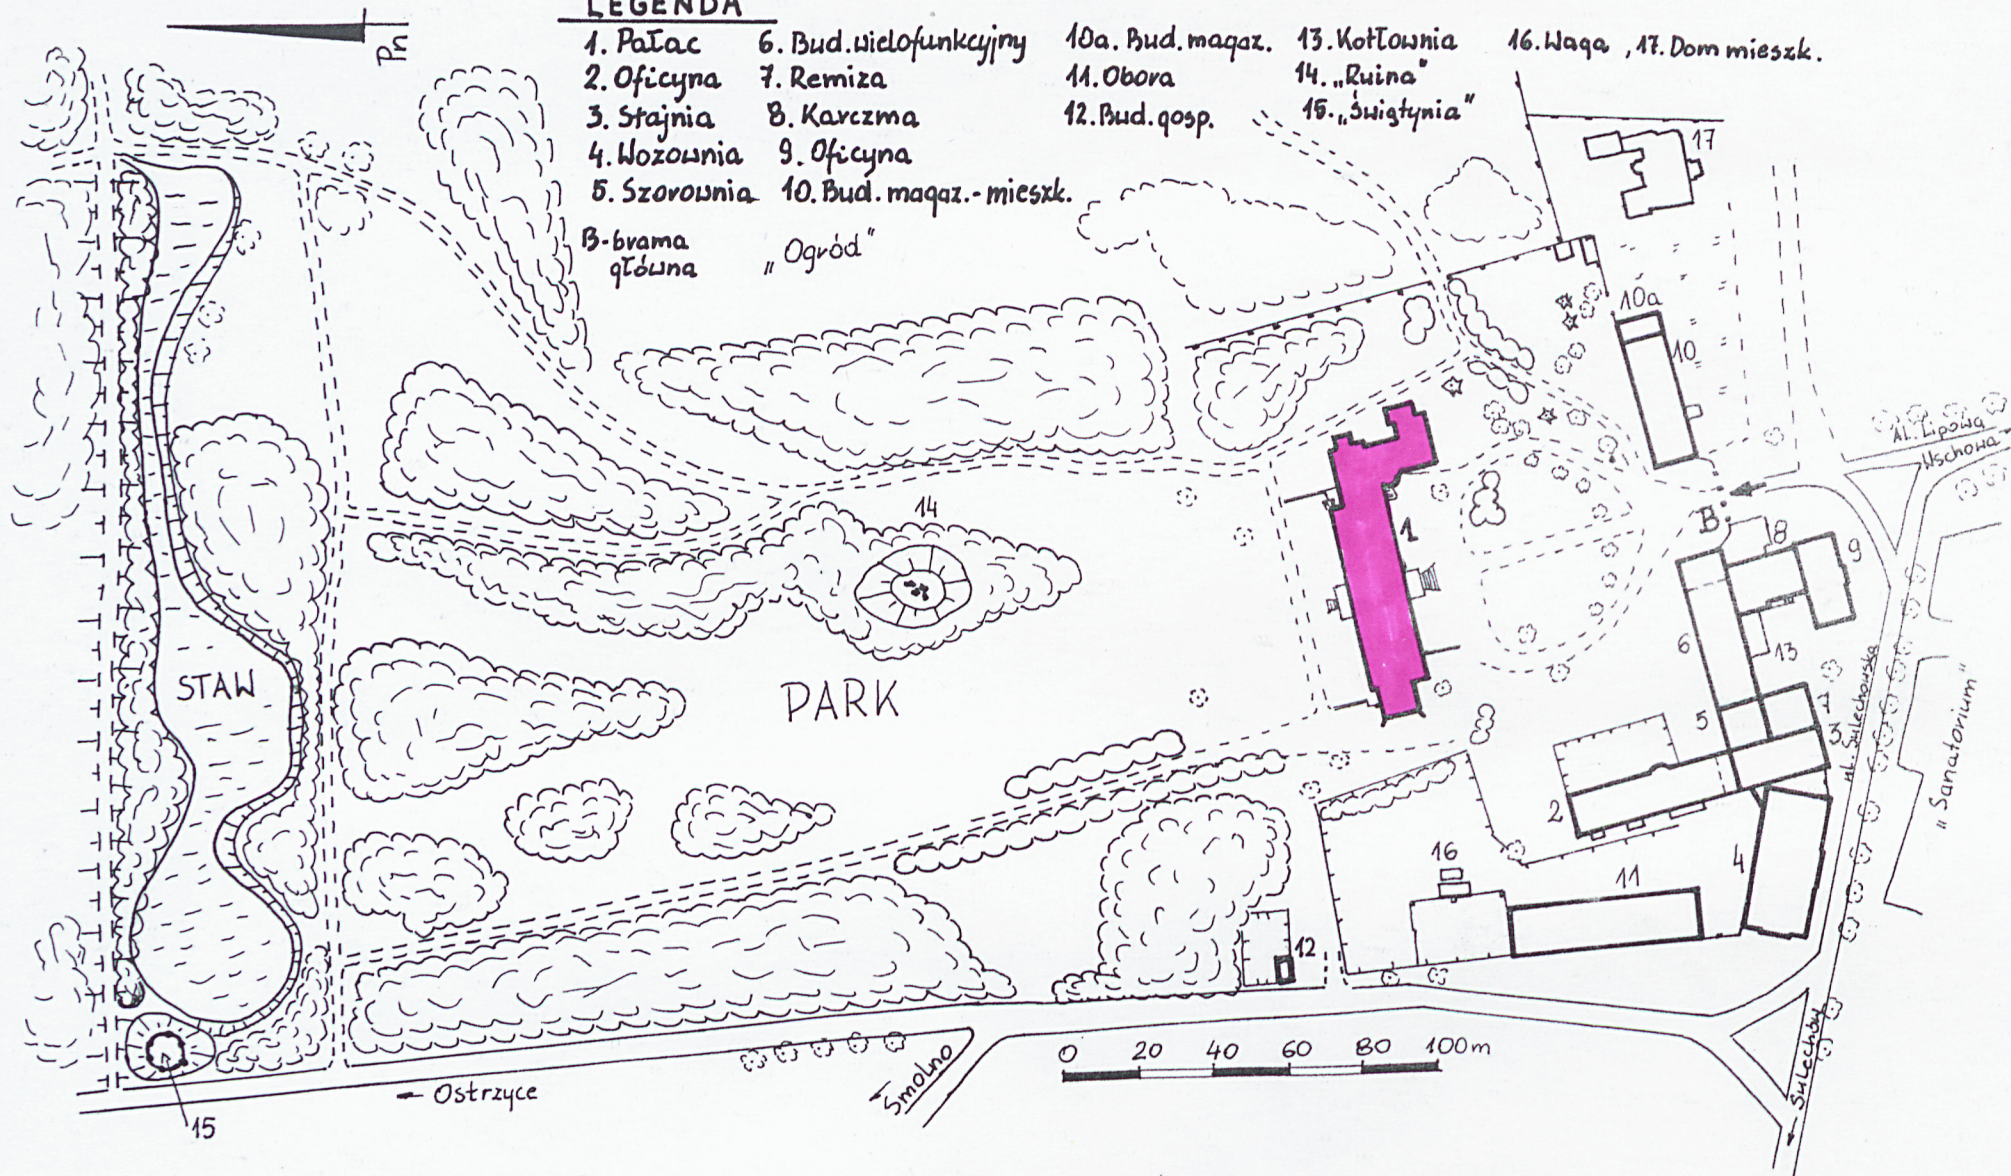 LEGENDA
Pn
1. Pałac 6. Bud. wielofunkcyjny 10a. Bud. magaz. 13. Kotłownia 16. Waga , 17. Dom mieszk.
2. Oficyna 7. Remiza 11. Obora 14. „Ruina"
3. Stajnia 8. Karczma 12. Bud. gosp. 15. „Świątynia"
4. Wozownia 9. Oficyna
5. Szorownia 10. Bud. magaz.-mieszk.
B-brama główna „Ogród"
17
10a
10
Al. Lipowa
Wschowa
14
1
B
8
9
6
13
STAW
PARK
5
7
3
ul. Sulechowska
„Sanatorium"
2
16
11
4
12
0 20 40 60 80 100m
Smolno
← Ostrzyce
← Sulechów
15